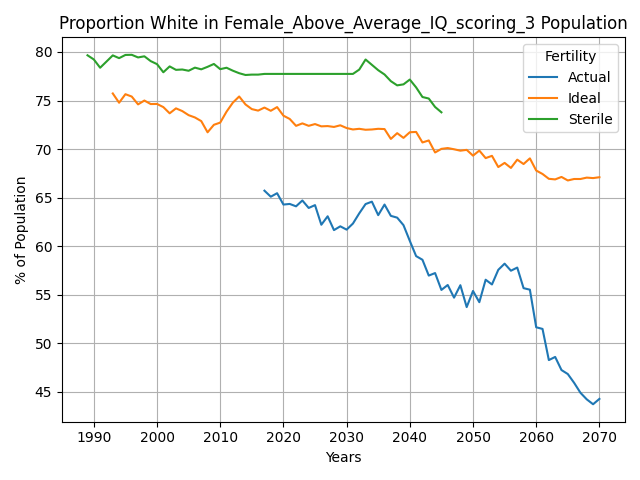 Proportion White in Female_Above_Average_IQ_scoring_3 Population
Fertility
Actual
Ideal
Sterile
% of Population
80
75
70
65
60
55
50
45
1990 2000 2010 2020 2030 2040 2050 2060 2070
Years